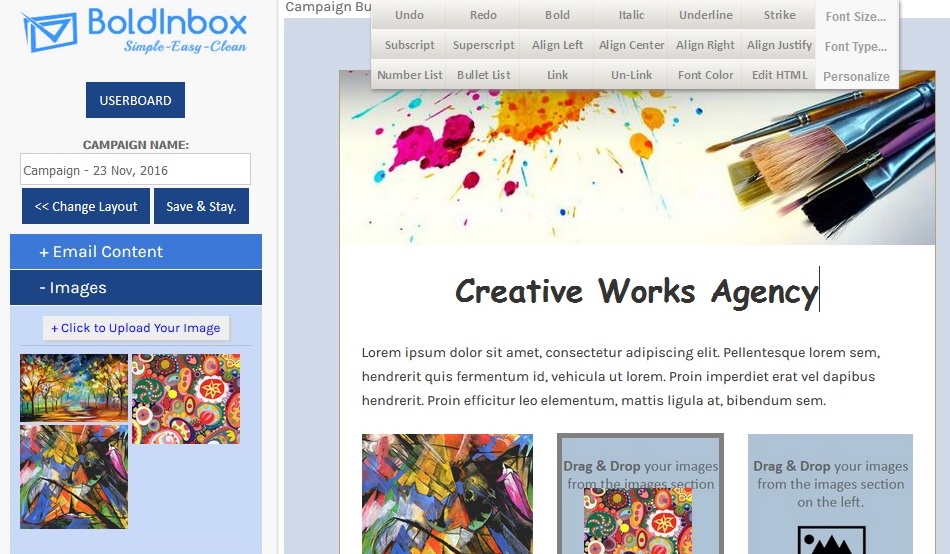 BoldInbox
Simple-Easy-Clean
USERBOARD
CAMPAIGN NAME:
Campaign - 23 Nov, 2016
<< Change Layout
Save & Stay.
+ Email Content
- Images
+ Click to Upload Your Image
Campaign Bu
Undo Redo Bold Italic Underline Strike Font Size...
Subscript Superscript Align Left Align Center Align Right Align Justify Font Type...
Number List Bullet List Link Un-Link Font Color Edit HTML Personalize
Creative Works Agency
Lorem ipsum dolor sit amet, consectetur adipiscing elit. Pellentesque lorem sem,
hendrerit quis fermentum id, vehicula ut lorem. Proin imperdiet erat vel dapibus
hendrerit. Proin efficitur leo elementum, mattis ligula at, bibendum sem.
Drag & Drop your images
from the images section
Drag & Drop your images
from the images section
on the left.